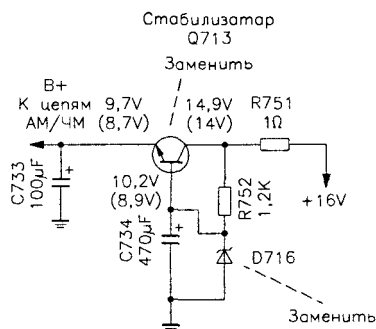 Стабилизатор
Q713
Заменить
B+
К цепям
АМ/ЧМ
9,7V
(8,7V)
14,9V
(14V)
R751
1Ω
C733
100µF
+
10,2V
(8,9V)
C734
470µF
+
R752
1,2K
+16V
D716
Заменить